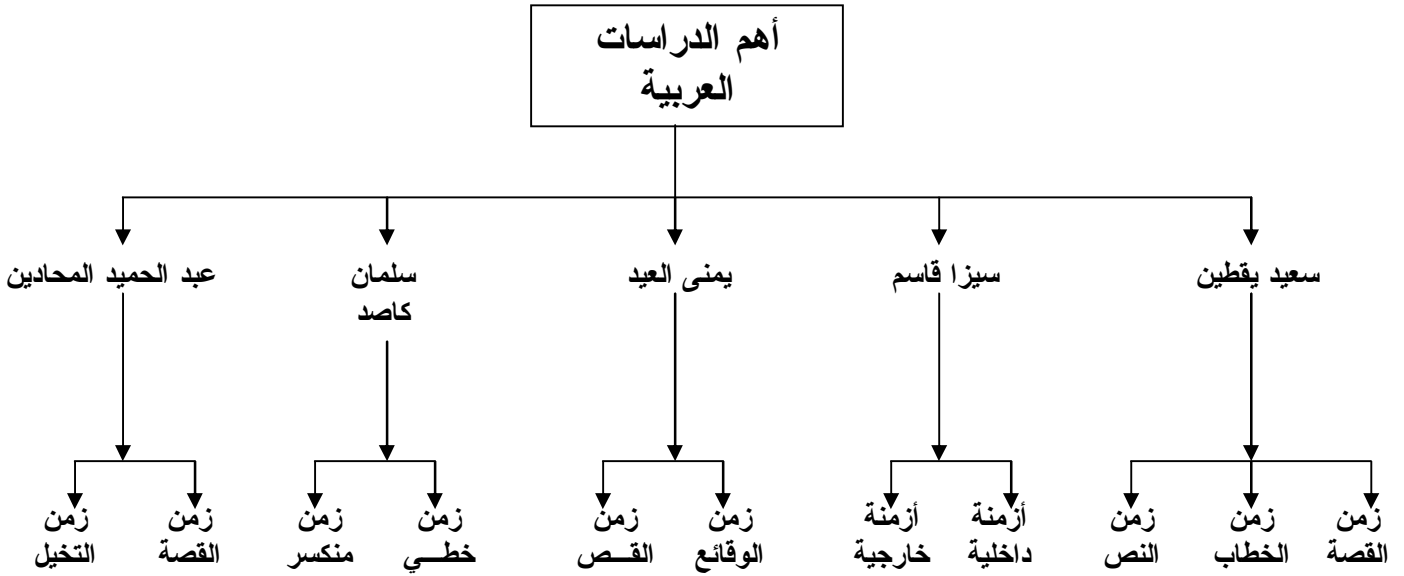 أهم الدراسات
العربية
سعيد يقطين
سيزا قاسم
يمنى العيد
سلمان
كاصد
عبد الحميد المحادين
زمن
القصة
زمن
الخطاب
زمن
النص
أزمنة
داخلية
أزمنة
خارجية
زمن
الوقائع
زمن
القــص
زمن
خطــي
زمن
منكسر
زمن
القصة
زمن
التخيل